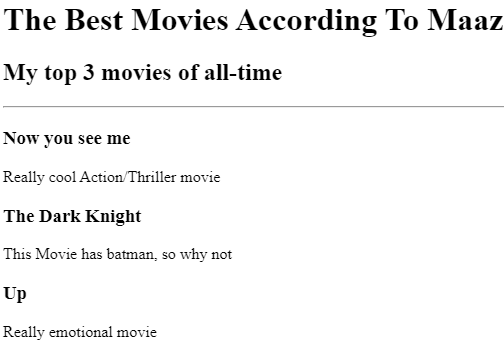 The Best Movies According To Maaz
My top 3 movies of all-time
Now you see me
Really cool Action/Thriller movie
The Dark Knight
This Movie has batman, so why not
Up
Really emotional movie